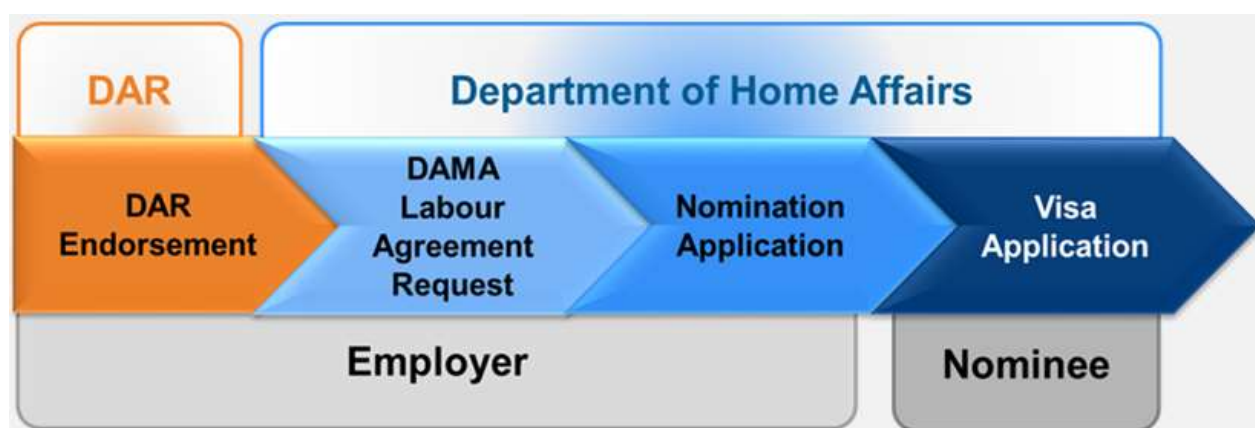 DAR
Department of Home Affairs
DAR
Endorsement
DAMA
Labour
Agreement
Request
Nomination
Application
Visa
Application
Employer
Nominee